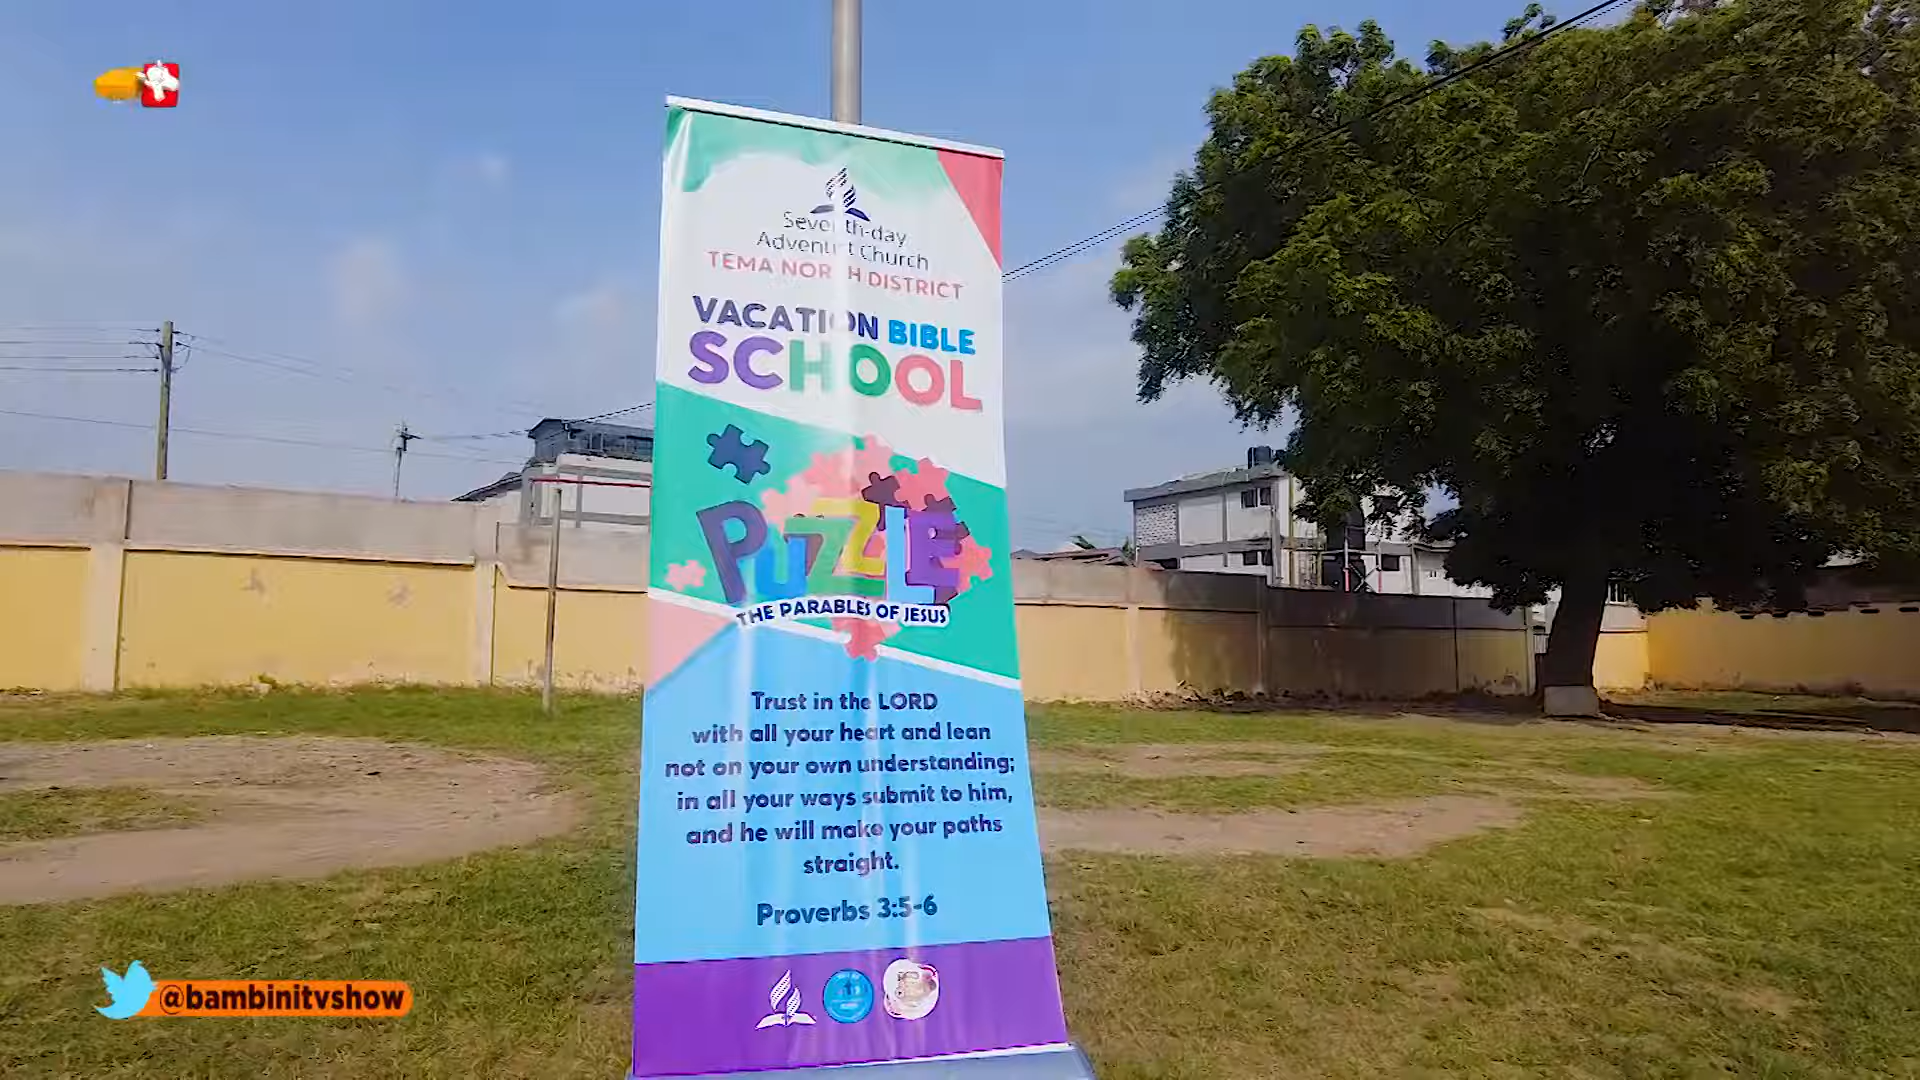 Seventh-day
Adventist Church
TEMA NORTH DISTRICT
VACATION BIBLE
SCHOOL
PUZZLE
THE PARABLES OF JESUS
Trust in the LORD
with all your heart and lean
not on your own understanding;
in all your ways submit to him,
and he will make your paths
straight.
Proverbs 3:5-6
@bambinitvshow